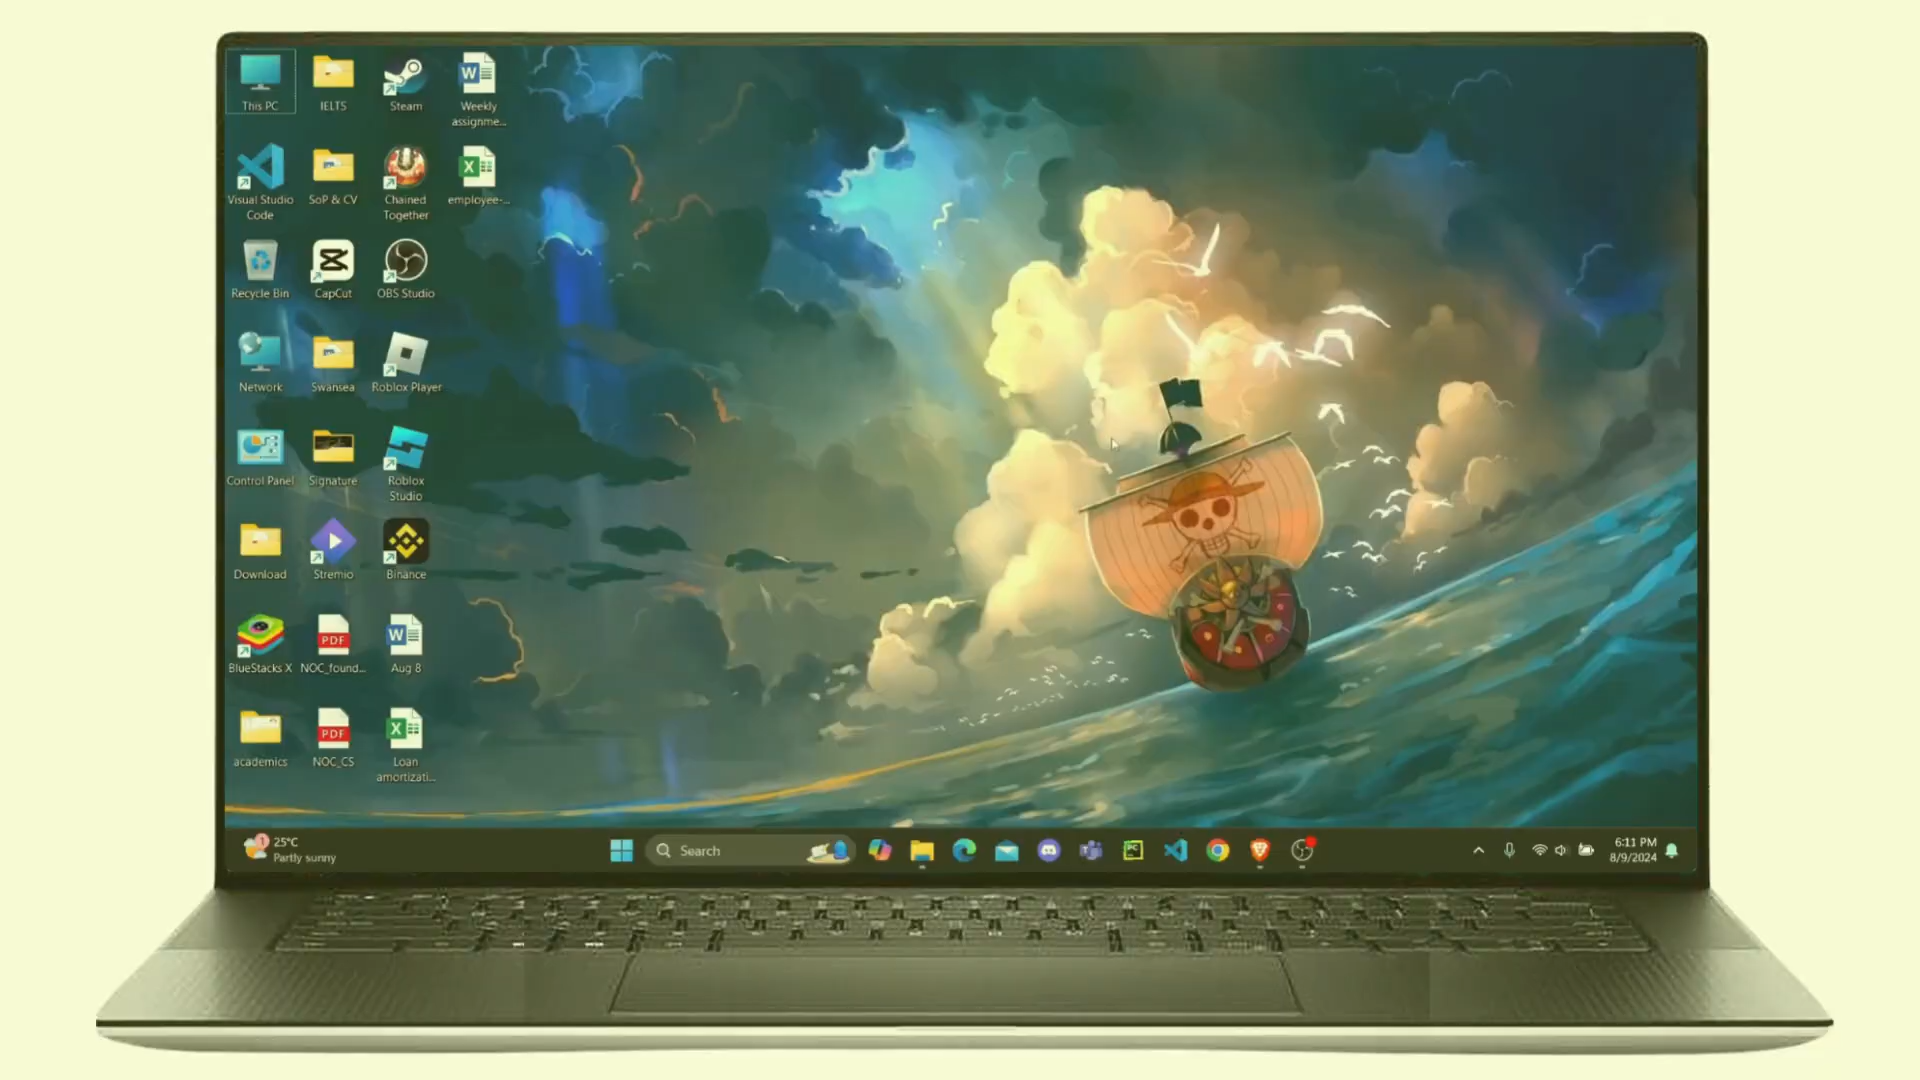 This PC
IELTS
Steam
Weekly
assignme...
Visual Studio
Code
SoP & CV
Chained
Together
employee-...
Recycle Bin
CapCut
OBS Studio
Network
Swansea
Roblox Player
Control Panel
Signature
Roblox
Studio
Download
Stremio
Binance
BlueStacks X
NOC_found...
Aug 8
academics
NOC_CS
Loan
amortizati...
PDF
PDF
1
25°C
Partly sunny
Search
6:11 PM
8/9/2024